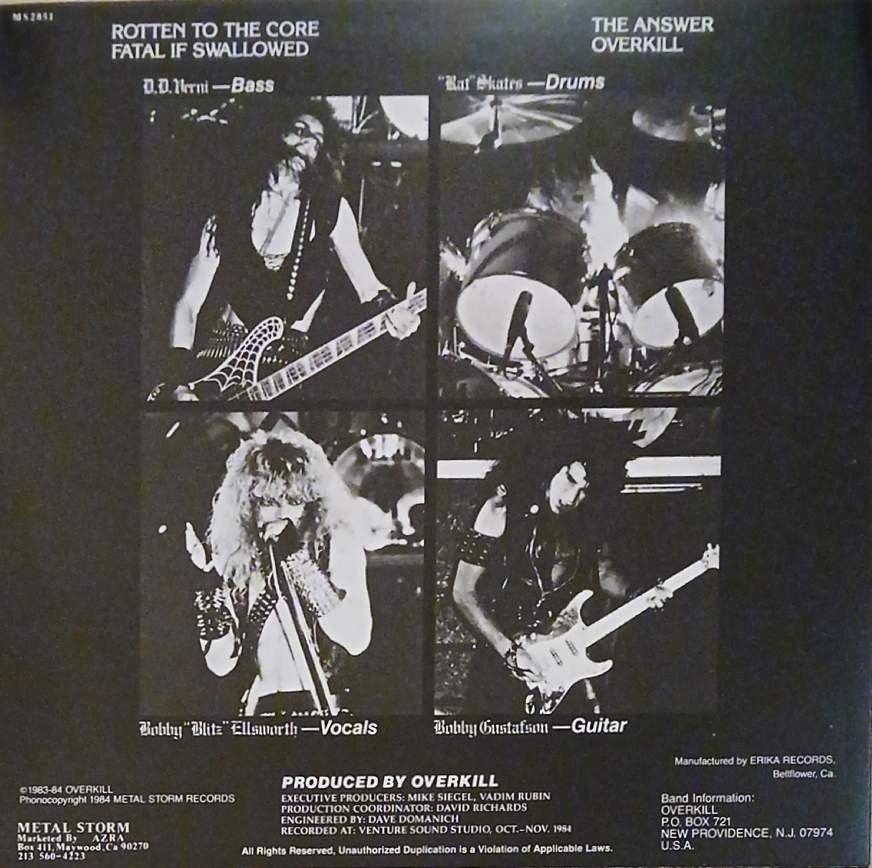 MS2851
ROTTEN TO THE CORE
FATAL IF SWALLOWED
THE ANSWER
OVERKILL
D.D. Verni —Bass
"Rat" Skates —Drums
Bobby "Blitz" Ellsworth —Vocals
Bobby Gustafson —Guitar
Manufactured by ERIKA RECORDS,
Bellflower, Ca.
©1983-84 OVERKILL
Phonocopyright 1984 METAL STORM RECORDS
METAL STORM
Marketed By AZRA
Box 411, Maywood, Ca 90270
213 560-4223
PRODUCED BY OVERKILL
EXECUTIVE PRODUCERS: MIKE SIEGEL, VADIM RUBIN
PRODUCTION COORDINATOR: DAVID RICHARDS
ENGINEERED BY: DAVE DOMANICH
RECORDED AT: VENTURE SOUND STUDIO, OCT.-NOV. 1984
All Rights Reserved, Unauthorized Duplication is a Violation of Applicable Laws.
Band Information:
OVERKILL
P.O. BOX 721
NEW PROVIDENCE, N.J. 07974
U.S.A.